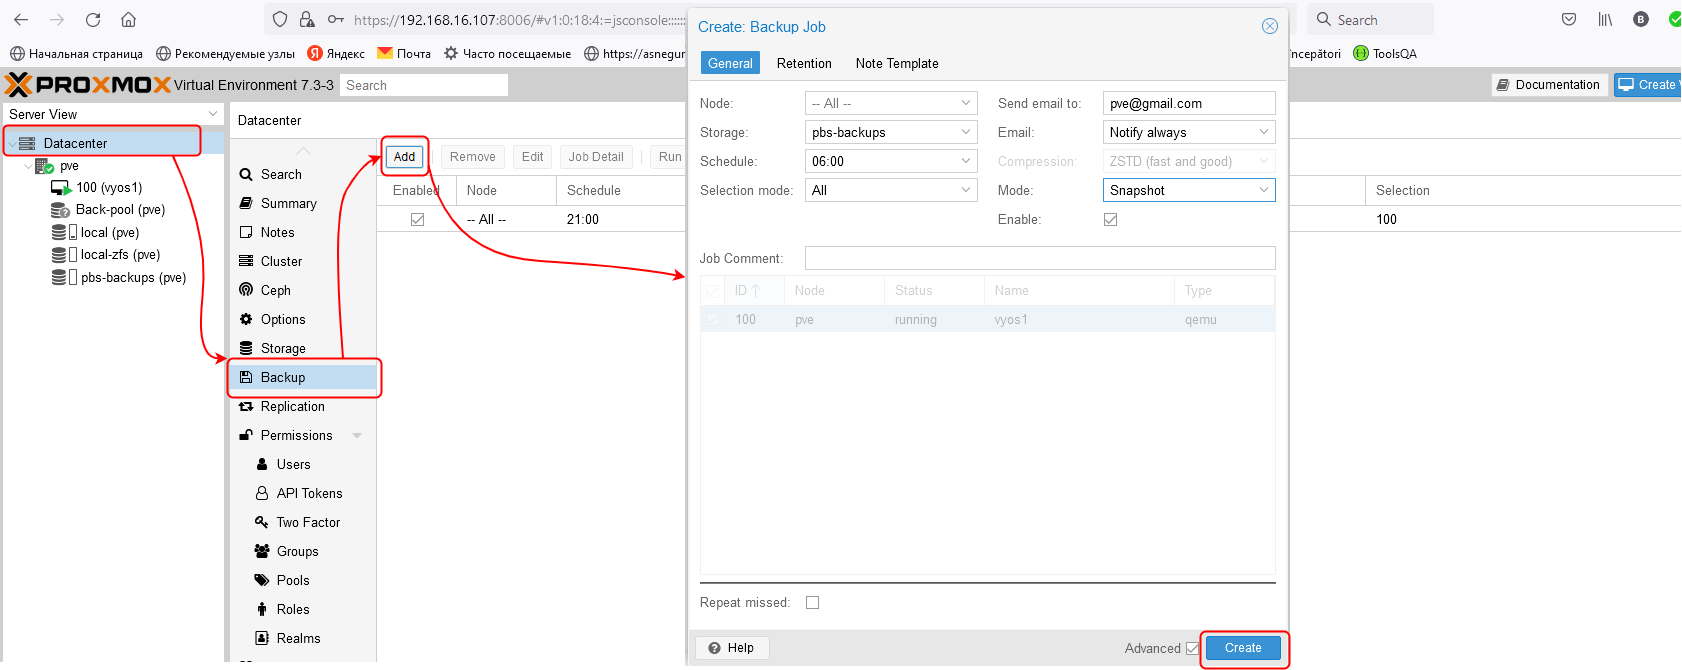 https://192.168.16.107:8006/#v1:0:18:4:=jsconsole::::::
Search
B
Начальная страница
Рекомендуемые узлы
Я
Яндекс
Почта
Часто посещаемые
https://asnegur
începători
ToolsQA
PROXMOX Virtual Environment 7.3-3
Search
Documentation
Create
Server View
Datacenter
pve
100 (vyos1)
Back-pool (pve)
local (pve)
local-zfs (pve)
pbs-backups (pve)
Datacenter
Search
Summary
Notes
Cluster
Ceph
Options
Storage
Backup
Replication
Permissions
Users
API Tokens
Two Factor
Groups
Pools
Roles
Realms
Add
Remove
Edit
Job Detail
Run
Enabled
Node
Schedule
Selection
-- All --
21:00
100
Create: Backup Job
General
Retention
Note Template
Node:
-- All --
Send email to:
pve@gmail.com
Storage:
pbs-backups
Email:
Notify always
Schedule:
06:00
Compression:
ZSTD (fast and good)
Selection mode:
All
Mode:
Snapshot
Enable:
Job Comment:
ID
Node
Status
Name
Type
100
pve
running
vyos1
qemu
Repeat missed:
Help
Advanced
Create